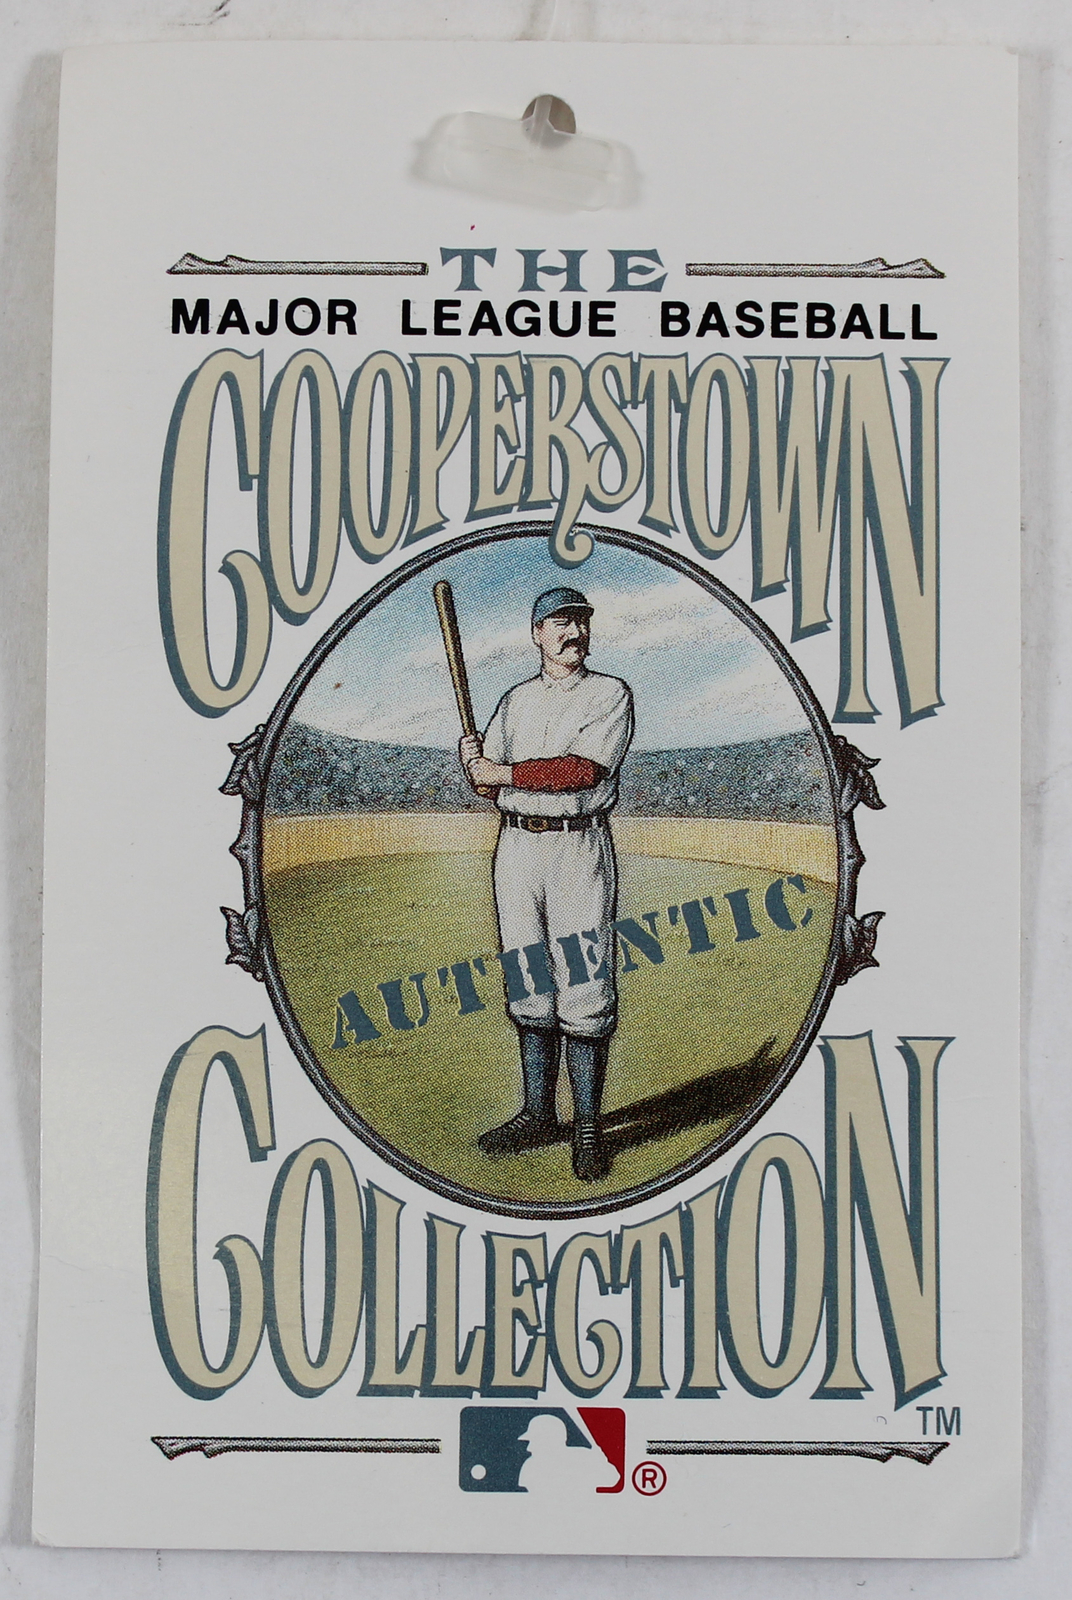 THE
MAJOR LEAGUE BASEBALL
COOPERSTOWN
AUTHENTIC
COLLECTION
TM
®